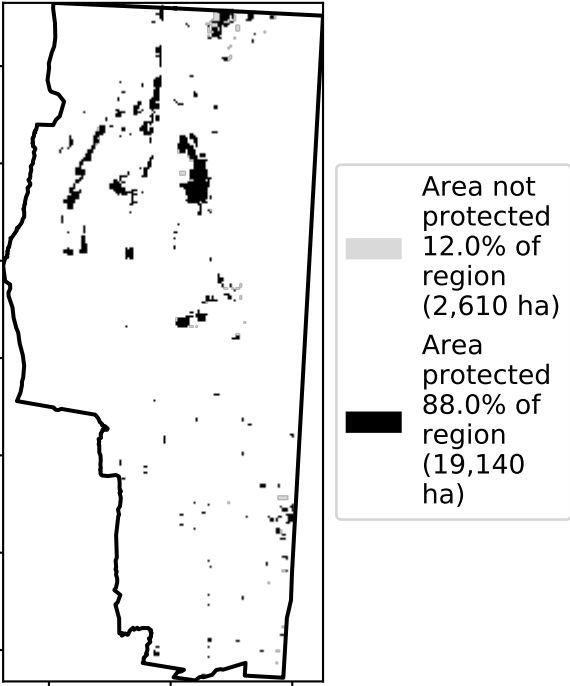 Area not
protected
12.0% of
region
(2,610 ha)
Area
protected
88.0% of
region
(19,140
ha)